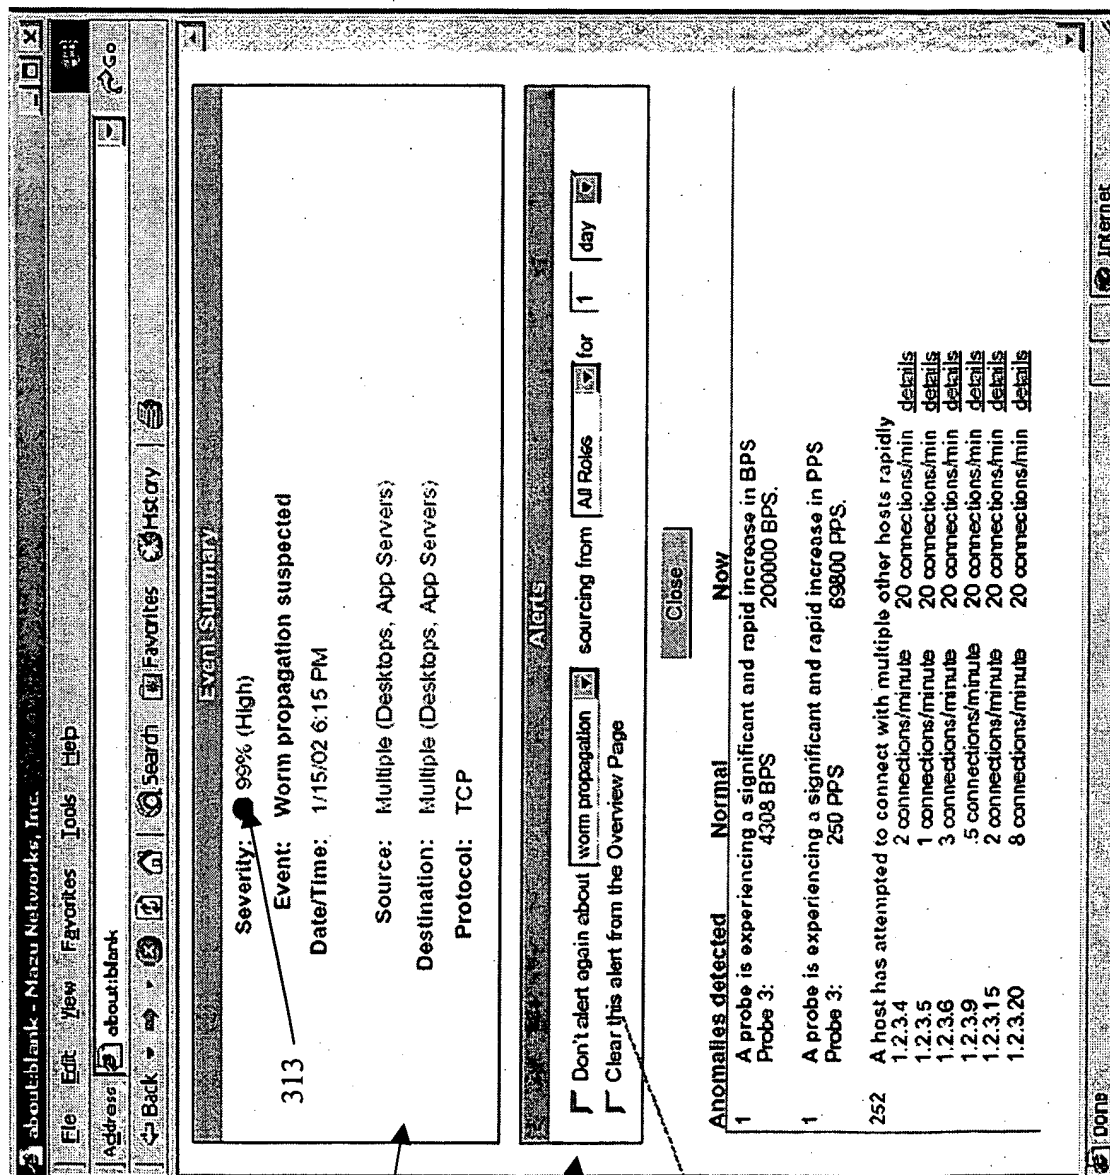 about:blank - Mazu Networks, Inc.
File Edit View Favorites Tools Help
Address about:blank Go
Back Search Favorites History
Event Summary
Severity: 99% (High)
313
Event: Worm propagation suspected
Date/Time: 1/15/02 6:15 PM
Source: Multiple (Desktops, App Servers)
Destination: Multiple (Desktops, App Servers)
Protocol: TCP
Alerts
Don't alert again about worm propagation sourcing from All Roles for 1 day
Clear this alert from the Overview Page
Close
Anomalies detected Normal Now
1 A probe is experiencing a significant and rapid increase in BPS
Probe 3: 4308 BPS 200000 BPS.
1 A probe is experiencing a significant and rapid increase in PPS
Probe 3: 250 PPS 69800 PPS.
252 A host has attempted to connect with multiple other hosts rapidly
1.2.3.4 2 connections/minute 20 connections/min details
1.2.3.5 1 connections/minute 20 connections/min details
1.2.3.6 3 connections/minute 20 connections/min details
1.2.3.9 .5 connections/minute 20 connections/min details
1.2.3.15 2 connections/minute 20 connections/min details
1.2.3.20 8 connections/minute 20 connections/min details
Done Internet